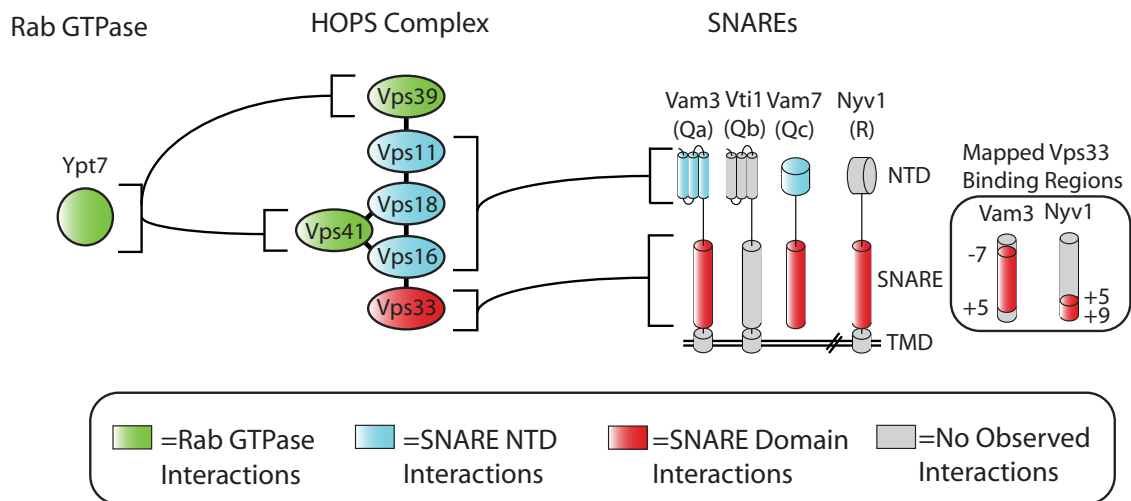 Rab GTPase
HOPS Complex
SNAREs
Ypt7
Vps39
Vps11
Vps18
Vps41
Vps16
Vps33
Vam3
(Qa)
Vti1
(Qb)
Vam7
(Qc)
Nyv1
(R)
NTD
SNARE
TMD
Mapped Vps33
Binding Regions
Vam3
Nyv1
-7
+5
+5
+9
=Rab GTPase
Interactions
=SNARE NTD
Interactions
=SNARE Domain
Interactions
=No Observed
Interactions